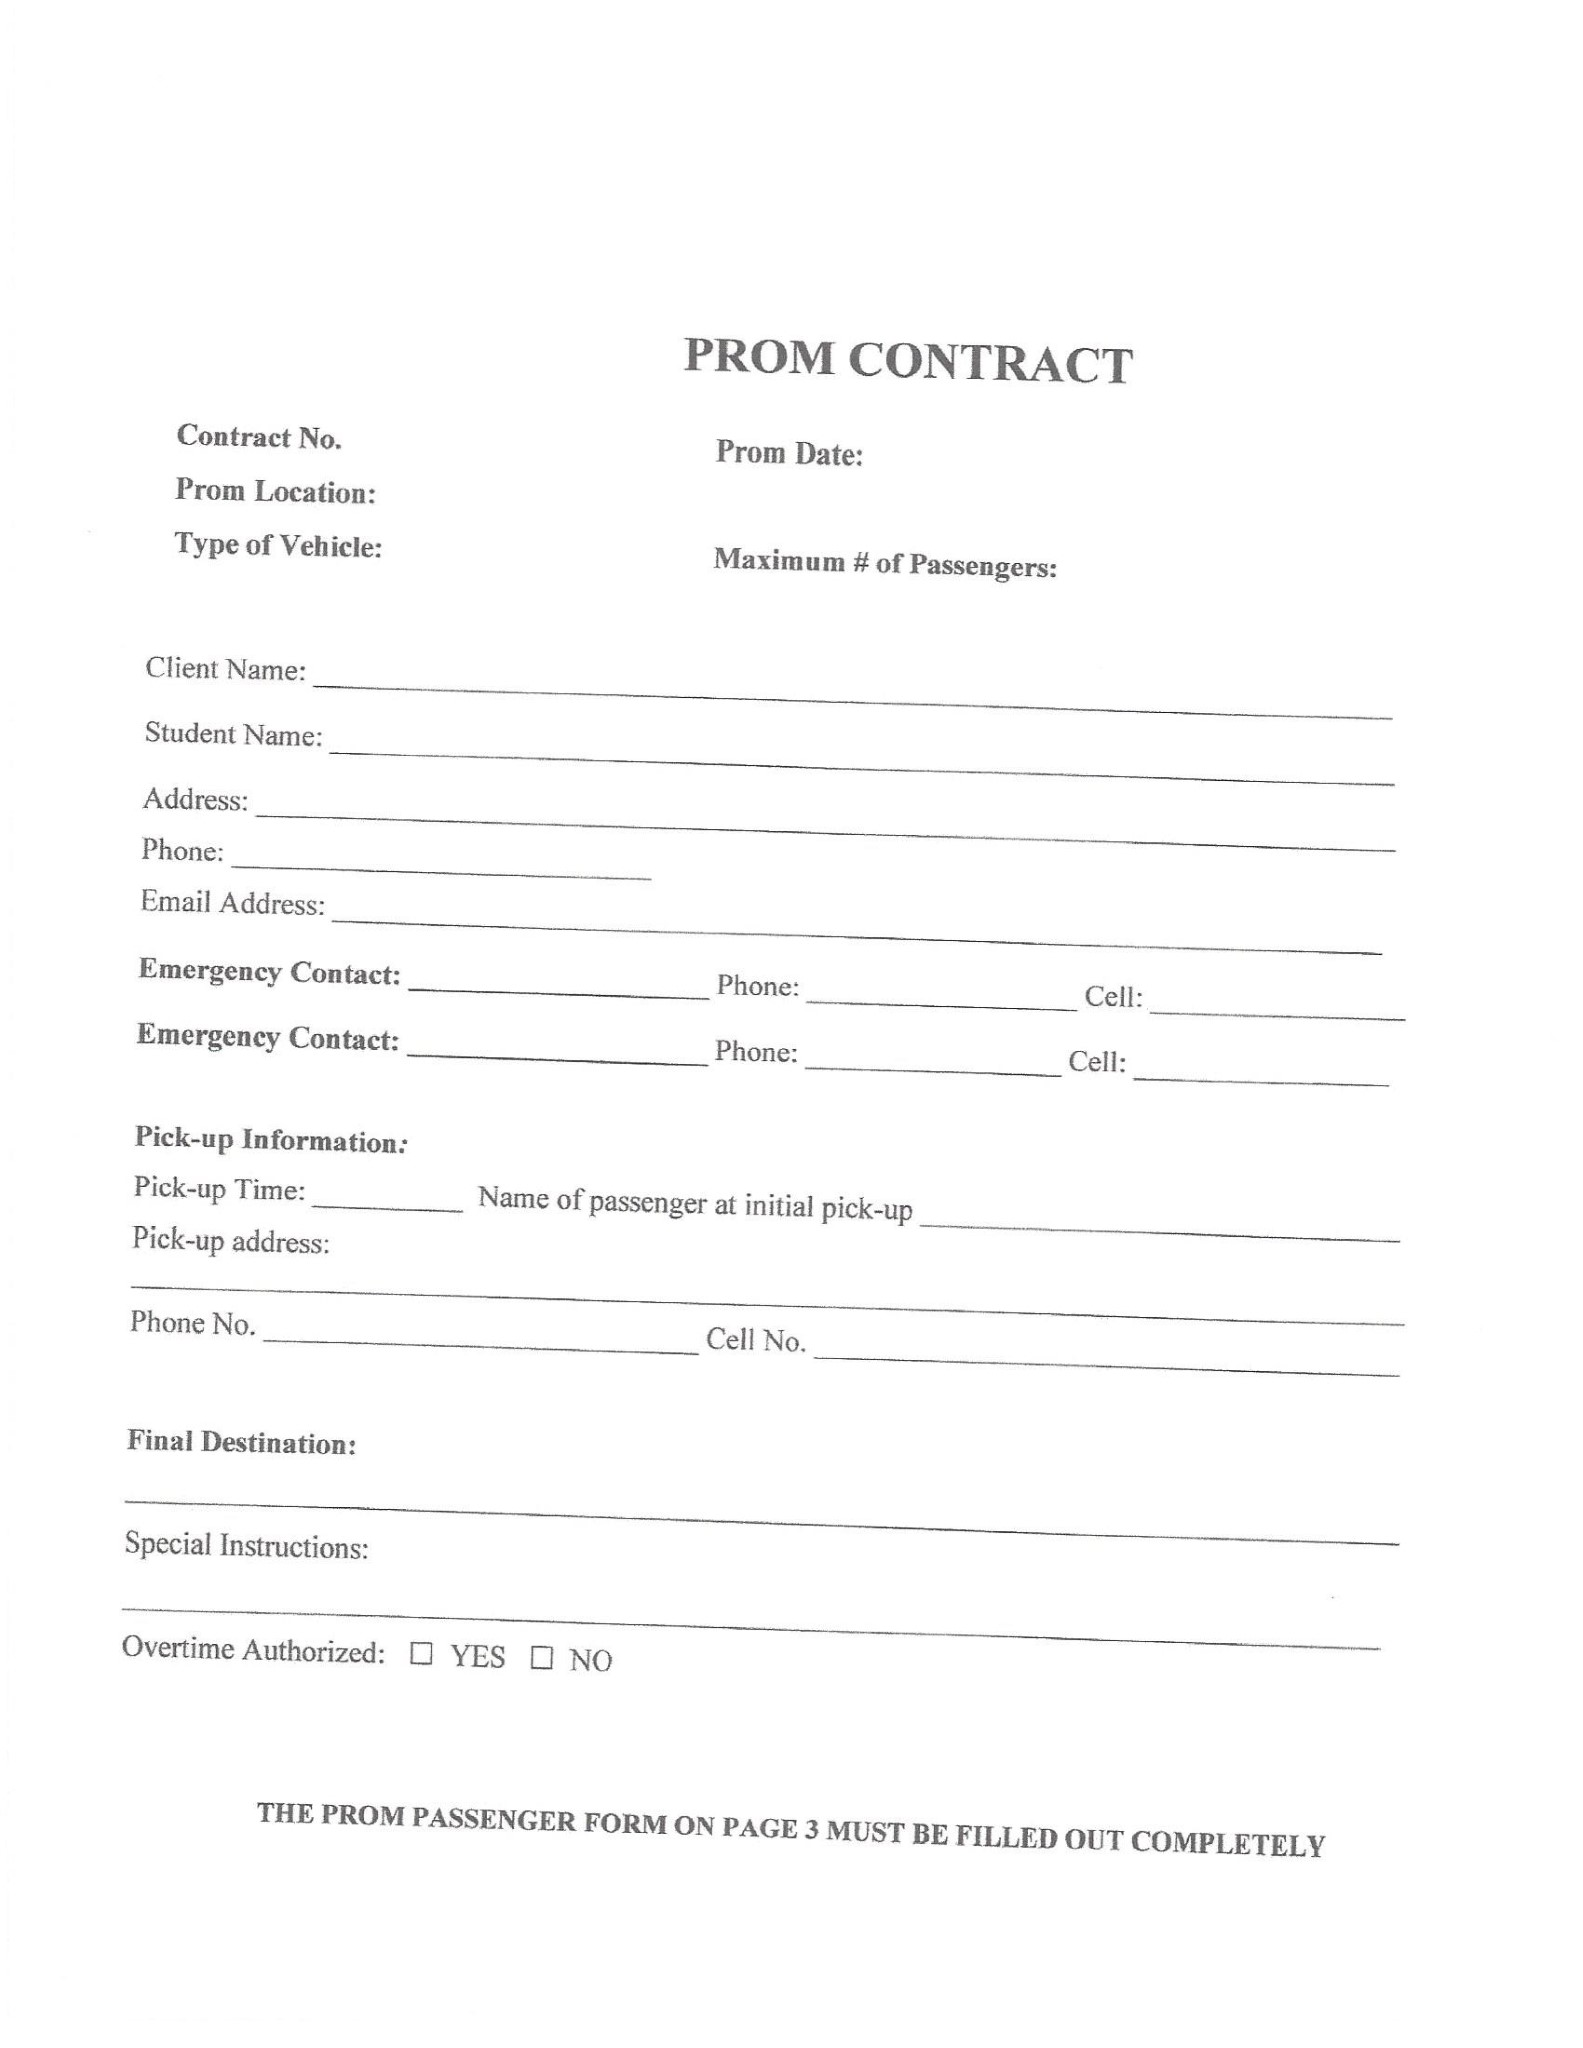 PROM CONTRACT
Contract No. Prom Date:
Prom Location:
Type of Vehicle: Maximum # of Passengers:
Client Name:
Student Name:
Address:
Phone:
Email Address:
Emergency Contact: Phone: Cell:
Emergency Contact: Phone: Cell:
Pick-up Information:
Pick-up Time: Name of passenger at initial pick-up
Pick-up address:
Phone No. Cell No.
Final Destination:
Special Instructions:
Overtime Authorized: ☐ YES ☐ NO
THE PROM PASSENGER FORM ON PAGE 3 MUST BE FILLED OUT COMPLETELY